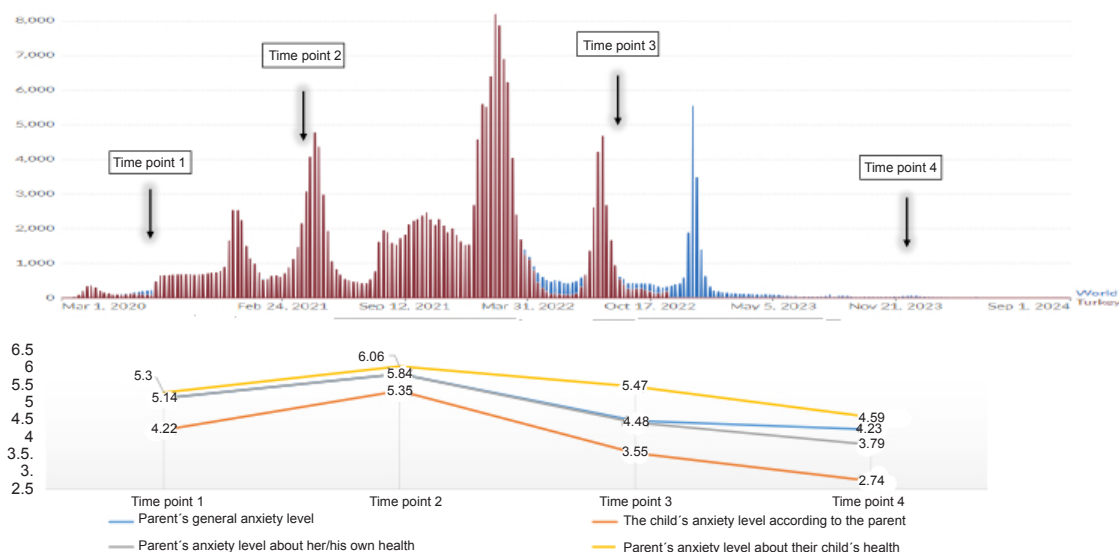 8,000
7,000
6,000
5,000
4,000
3,000
2,000
1,000
0
Time point 1
Time point 2
Time point 3
Time point 4
Mar 1, 2020
Feb 24, 2021
Sep 12, 2021
Mar 31, 2022
Oct 17, 2022
May 5, 2023
Nov 21, 2023
Sep 1, 2024
World
Turkey
6.5
6
5.5
5
4.5
4
3.5.
3.
2.5
5.3
5.14
4.22
6.06
5.84
5.35
5.47
4.48
3.55
4.59
4.23
3.79
2.74
Time point 1
Time point 2
Time point 3
Time point 4
Parent´s general anxiety level
The child´s anxiety level according to the parent
Parent´s anxiety level about her/his own health
Parent´s anxiety level about their child´s health